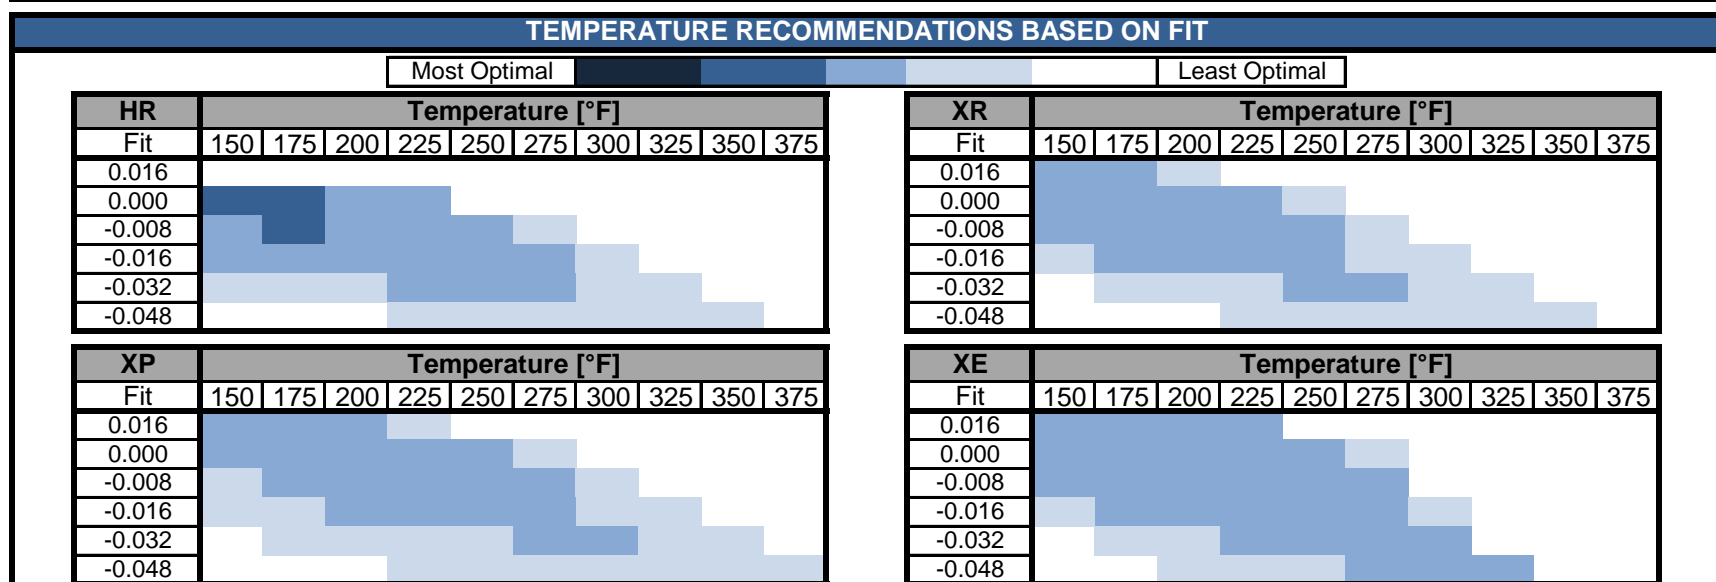 TEMPERATURE RECOMMENDATIONS BASED ON FIT
Most Optimal Least Optimal
HR Temperature [°F]
Fit 150 175 200 225 250 275 300 325 350 375
0.016
0.000
-0.008
-0.016
-0.032
-0.048
XR Temperature [°F]
Fit 150 175 200 225 250 275 300 325 350 375
0.016
0.000
-0.008
-0.016
-0.032
-0.048
XP Temperature [°F]
Fit 150 175 200 225 250 275 300 325 350 375
0.016
0.000
-0.008
-0.016
-0.032
-0.048
XE Temperature [°F]
Fit 150 175 200 225 250 275 300 325 350 375
0.016
0.000
-0.008
-0.016
-0.032
-0.048